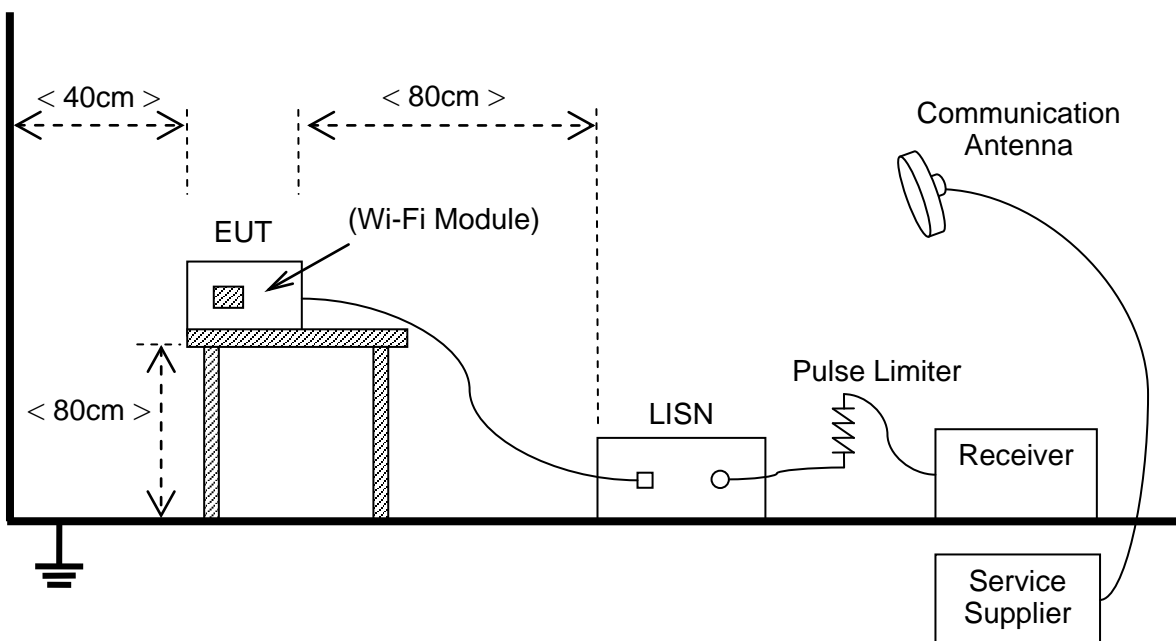 < 40cm >
< 80cm >
Communication
Antenna
EUT
(Wi-Fi Module)
< 80cm >
Pulse Limiter
LISN
Receiver
Service
Supplier